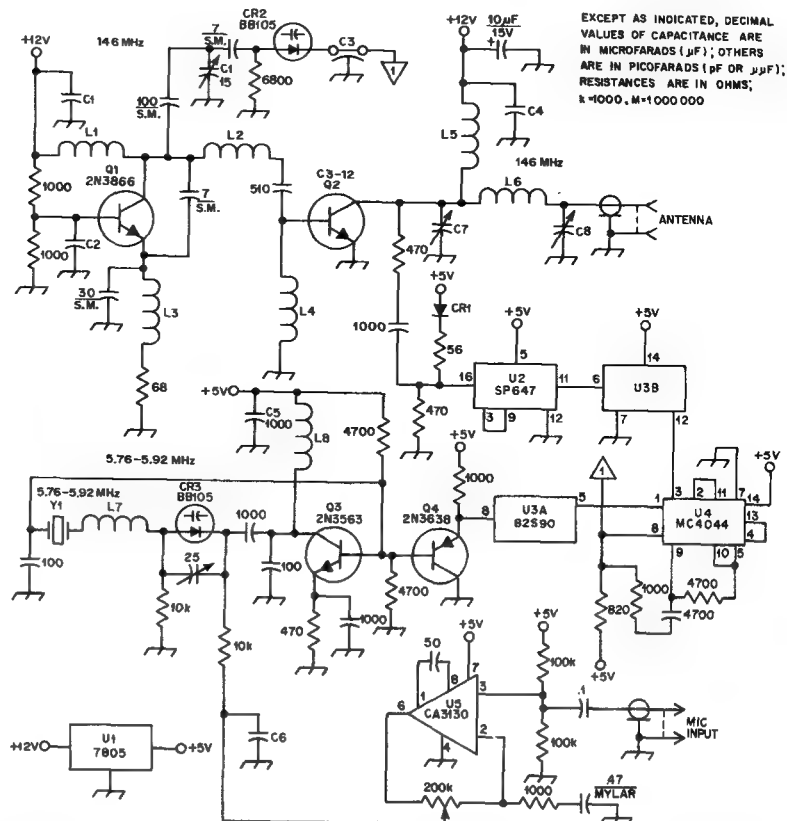 EXCEPT AS INDICATED, DECIMAL
VALUES OF CAPACITANCE ARE
IN MICROFARADS (µF); OTHERS
ARE IN PICOFARADS (pF OR µµF);
RESISTANCES ARE IN OHMS;
k=1000, M=1000 000
+12V
146 MHz
C1
L1
Q1
2N3866
1000
1000
C2
30
S.M.
L3
68
100
S.M.
7
S.M.
C1
15
6800
CR2
BB105
C3
1
L2
7
S.M.
510
C3-12
Q2
L4
+12V
10µF
15V
+
L5
C4
146 MHz
L6
C7
C8
ANTENNA
470
1000
+5V
CR1
56
470
16
+5V
5
U2
SP647
3
9
12
11
6
+5V
14
U3B
7
12
+5V
C5
1000
L8
4700
5.76-5.92MHz
5.76-5.92MHz
Y1
L7
CR3
BB105
25
100
10k
10k
1000
100
Q3
2N3563
470
1000
4700
Q4
2N3638
+5V
1000
8
U3A
82S90
5
1
1
3
2
11
7
14
+5V
U4
MC4044
13
4
8
9
10
5
820
+5V
1000
4700
4700
C6
U1
7805
+12V
+5V
50
+5V
1
8
7
6
U5
CA3130
3
2
4
+5V
100k
100k
.1
MIC
INPUT
200k
1000
.47
MYLAR